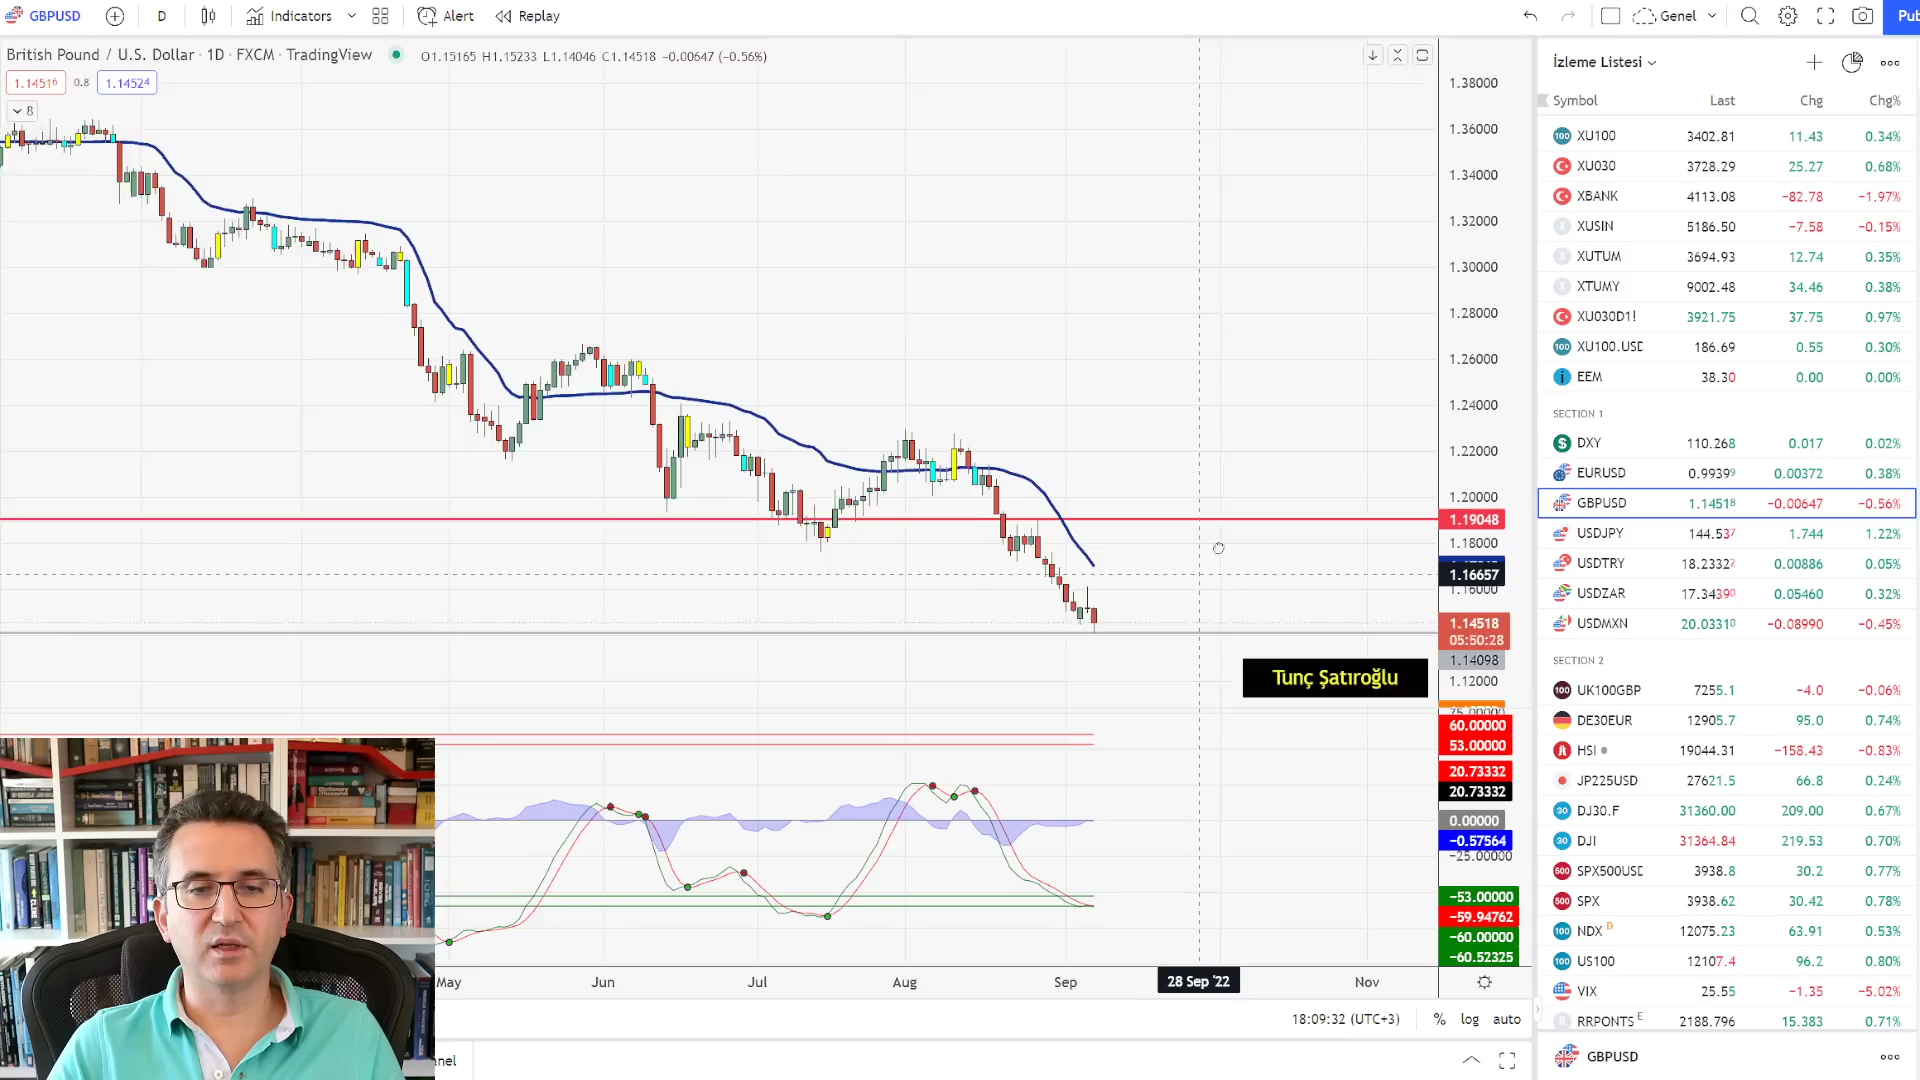 GBPUSD D Indicators Alert Replay Genel Pub
British Pound / U.S. Dollar · 1D · FXCM · TradingView O1.15165 H1.15233 L1.14046 C1.14518 −0.00647 (−0.56%)
1.14516 0.8 1.14524
8
1.38000
1.36000
1.34000
1.32000
1.30000
1.28000
1.26000
1.24000
1.22000
1.20000
1.19048
1.18000
1.16657
1.16000
1.14518
05:50:28
1.14098
1.12000
Tunç Şatıroğlu
75.00000
60.00000
53.00000
20.73332
20.73332
0.00000
−0.57564
−25.00000
−53.00000
−59.94762
−60.00000
−60.52325
May Jun Jul Aug Sep 28 Sep '22 Nov
18:09:32 (UTC+3) % log auto
nel
İzleme Listesi
Symbol Last Chg Chg%
XU100 3402.81 11.43 0.34%
XU030 3728.29 25.27 0.68%
XBANK 4113.08 −82.78 −1.97%
XUSIN 5186.50 −7.58 −0.15%
XUTUM 3694.93 12.74 0.35%
XTUMY 9002.48 34.46 0.38%
XU030D1! 3921.75 37.75 0.97%
XU100.USD 186.69 0.55 0.30%
EEM 38.30 0.00 0.00%
SECTION 1
DXY 110.268 0.017 0.02%
EURUSD 0.99399 0.00372 0.38%
GBPUSD 1.14518 −0.00647 −0.56%
USDJPY 144.537 1.744 1.22%
USDTRY 18.23322 0.00886 0.05%
USDZAR 17.34390 0.05460 0.32%
USDMXN 20.03310 −0.08990 −0.45%
SECTION 2
UK100GBP 7255.1 −4.0 −0.06%
DE30EUR 12905.7 95.0 0.74%
HSI 19044.31 −158.43 −0.83%
JP225USD 27621.5 66.8 0.24%
DJ30.F 31360.00 209.00 0.67%
DJI 31364.84 219.53 0.70%
SPX500USD 3938.8 30.2 0.77%
SPX 3938.62 30.42 0.78%
NDX D 12075.23 63.91 0.53%
US100 12107.4 96.2 0.80%
VIX 25.55 −1.35 −5.02%
RRPONTS E 2188.796 15.383 0.71%
GBPUSD